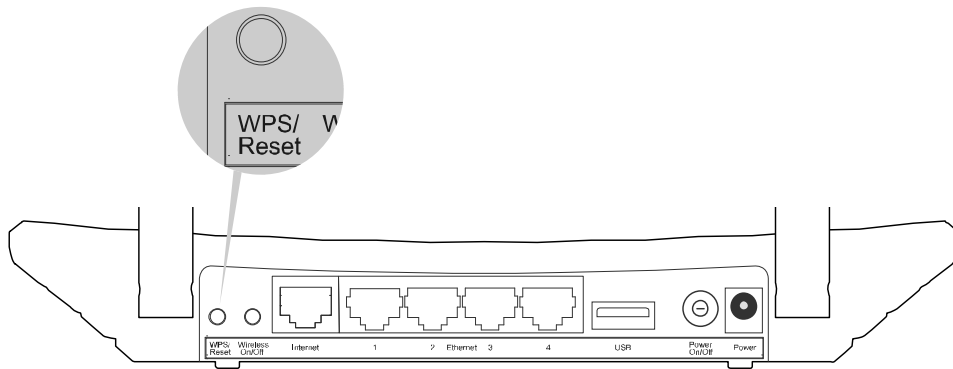 WPS/ W
Reset
WPS/ Wireless Internet 1 2 Ethernet 3 4 USB Power Power
Reset On/Off On/Off